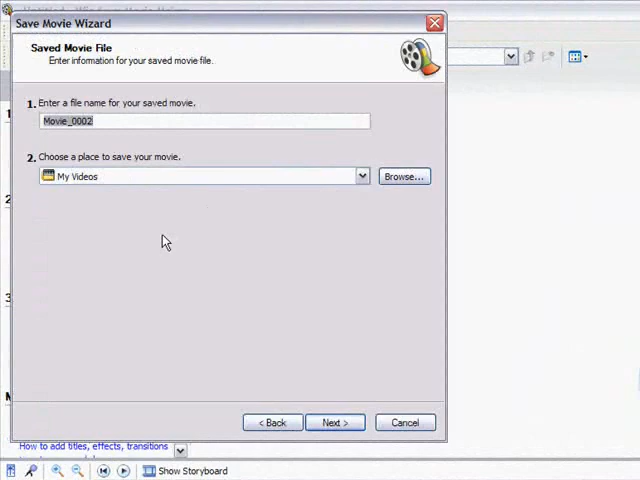 Save Movie Wizard
Saved Movie File
Enter information for your saved movie file.
1. Enter a file name for your saved movie.
Movie_0002
2. Choose a place to save your movie.
My Videos
Browse...
< Back
Next >
Cancel
How to add titles, effects, transitions
Show Storyboard